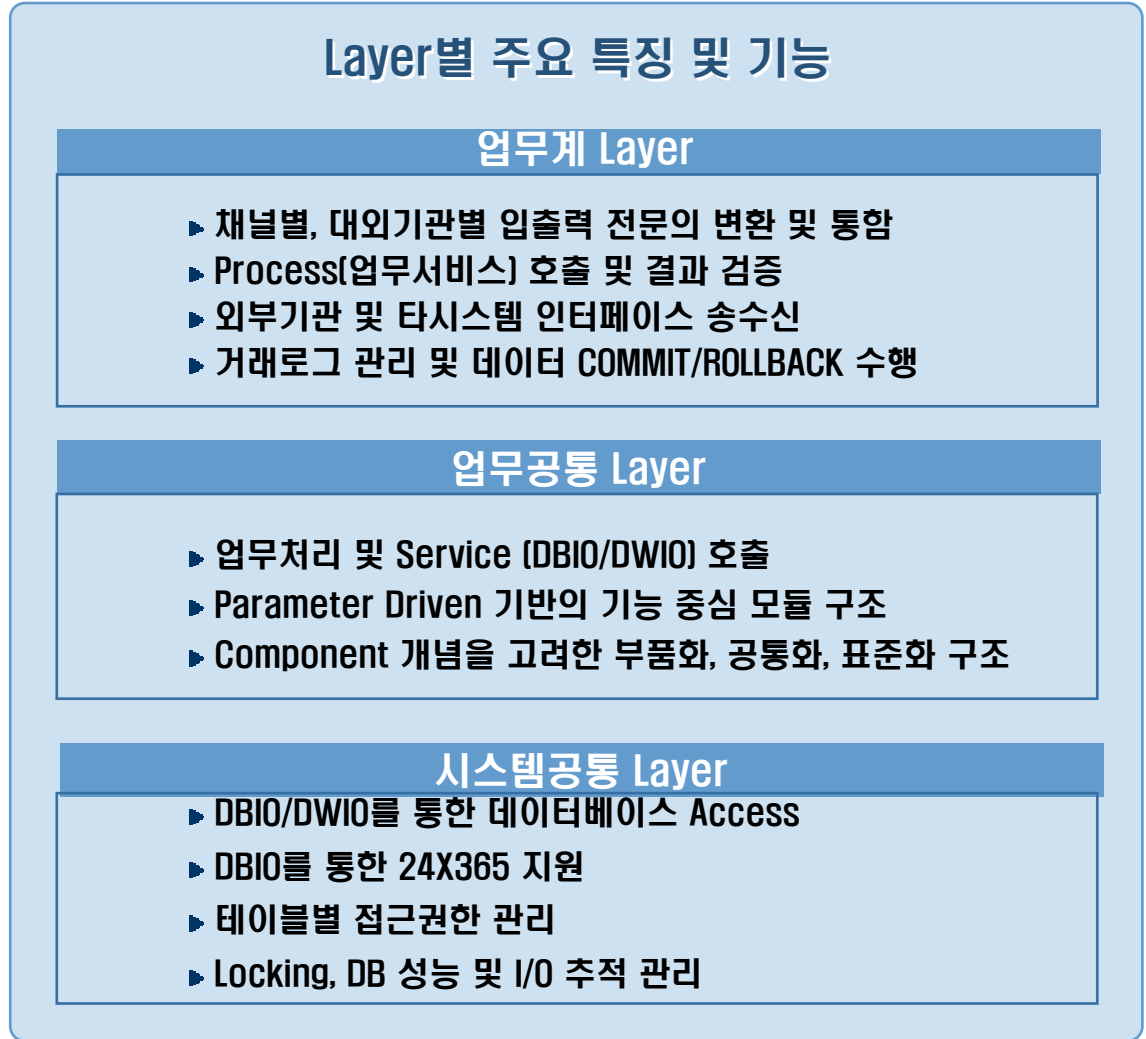 Layer별 주요 특징 및 기능
업무계 Layer
채널별, 대외기관별 입출력 전문의 변환 및 통합
Process(업무서비스) 호출 및 결과 검증
외부기관 및 타시스템 인터페이스 송수신
거래로그 관리 및 데이터 COMMIT/ROLLBACK 수행
업무공통 Layer
업무처리 및 Service (DBIO/DWIO) 호출
Parameter Driven 기반의 기능 중심 모듈 구조
Component 개념을 고려한 부품화, 공통화, 표준화 구조
시스템공통 Layer
DBIO/DWIO를 통한 데이터베이스 Access
DBIO를 통한 24X365 지원
테이블별 접근권한 관리
Locking, DB 성능 및 I/O 추적 관리